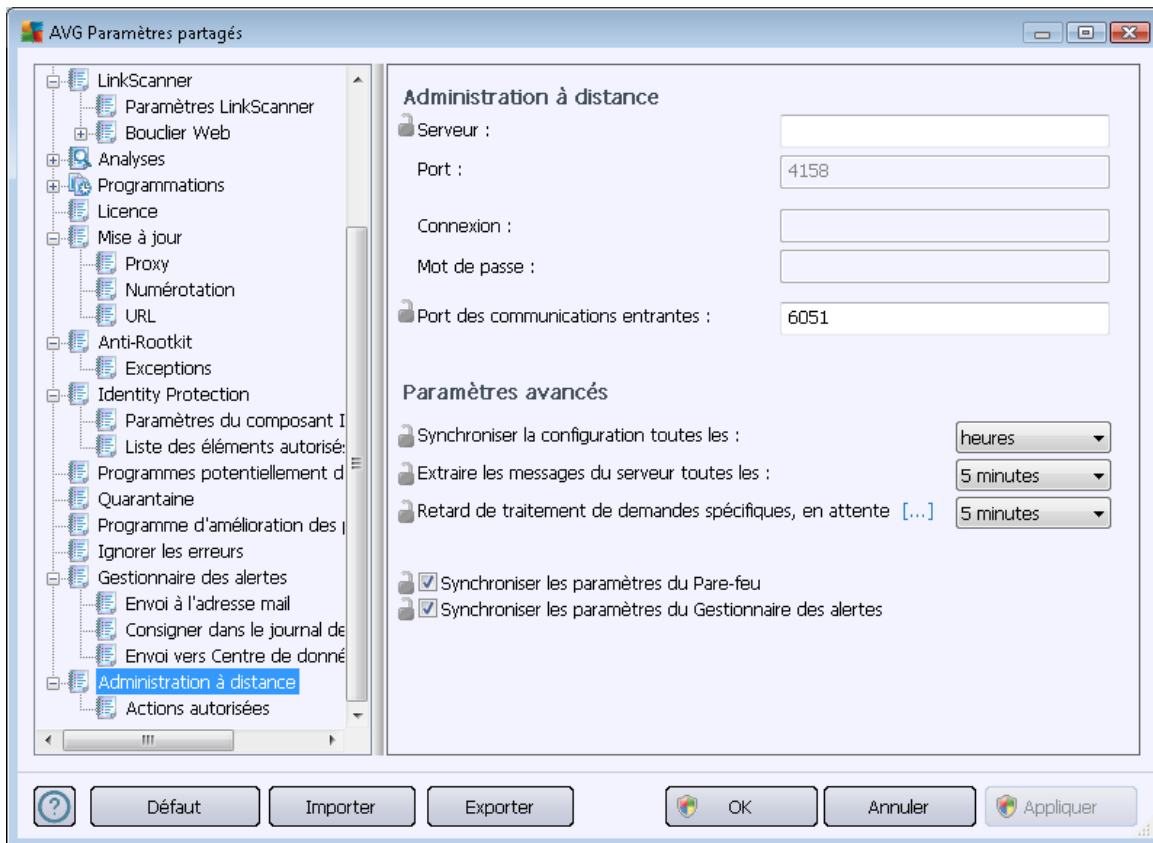 AVG Paramètres partagés
LinkScanner
Paramètres LinkScanner
Bouclier Web
Analyses
Programmations
Licence
Mise à jour
Proxy
Numérotation
URL
Anti-Rootkit
Exceptions
Identity Protection
Paramètres du composant I
Liste des éléments autorisé
Programmes potentiellement d
Quarantaine
Programme d'amélioration des p
Ignorer les erreurs
Gestionnaire des alertes
Envoi à l'adresse mail
Consigner dans le journal de
Envoi vers Centre de donné
Administration à distance
Actions autorisées
Administration à distance
Serveur :
Port : 4158
Connexion :
Mot de passe :
Port des communications entrantes : 6051
Paramètres avancés
Synchroniser la configuration toutes les : heures
Extraire les messages du serveur toutes les : 5 minutes
Retard de traitement de demandes spécifiques, en attente [...] 5 minutes
Synchroniser les paramètres du Pare-feu
Synchroniser les paramètres du Gestionnaire des alertes
? Défaut Importer Exporter OK Annuler Appliquer